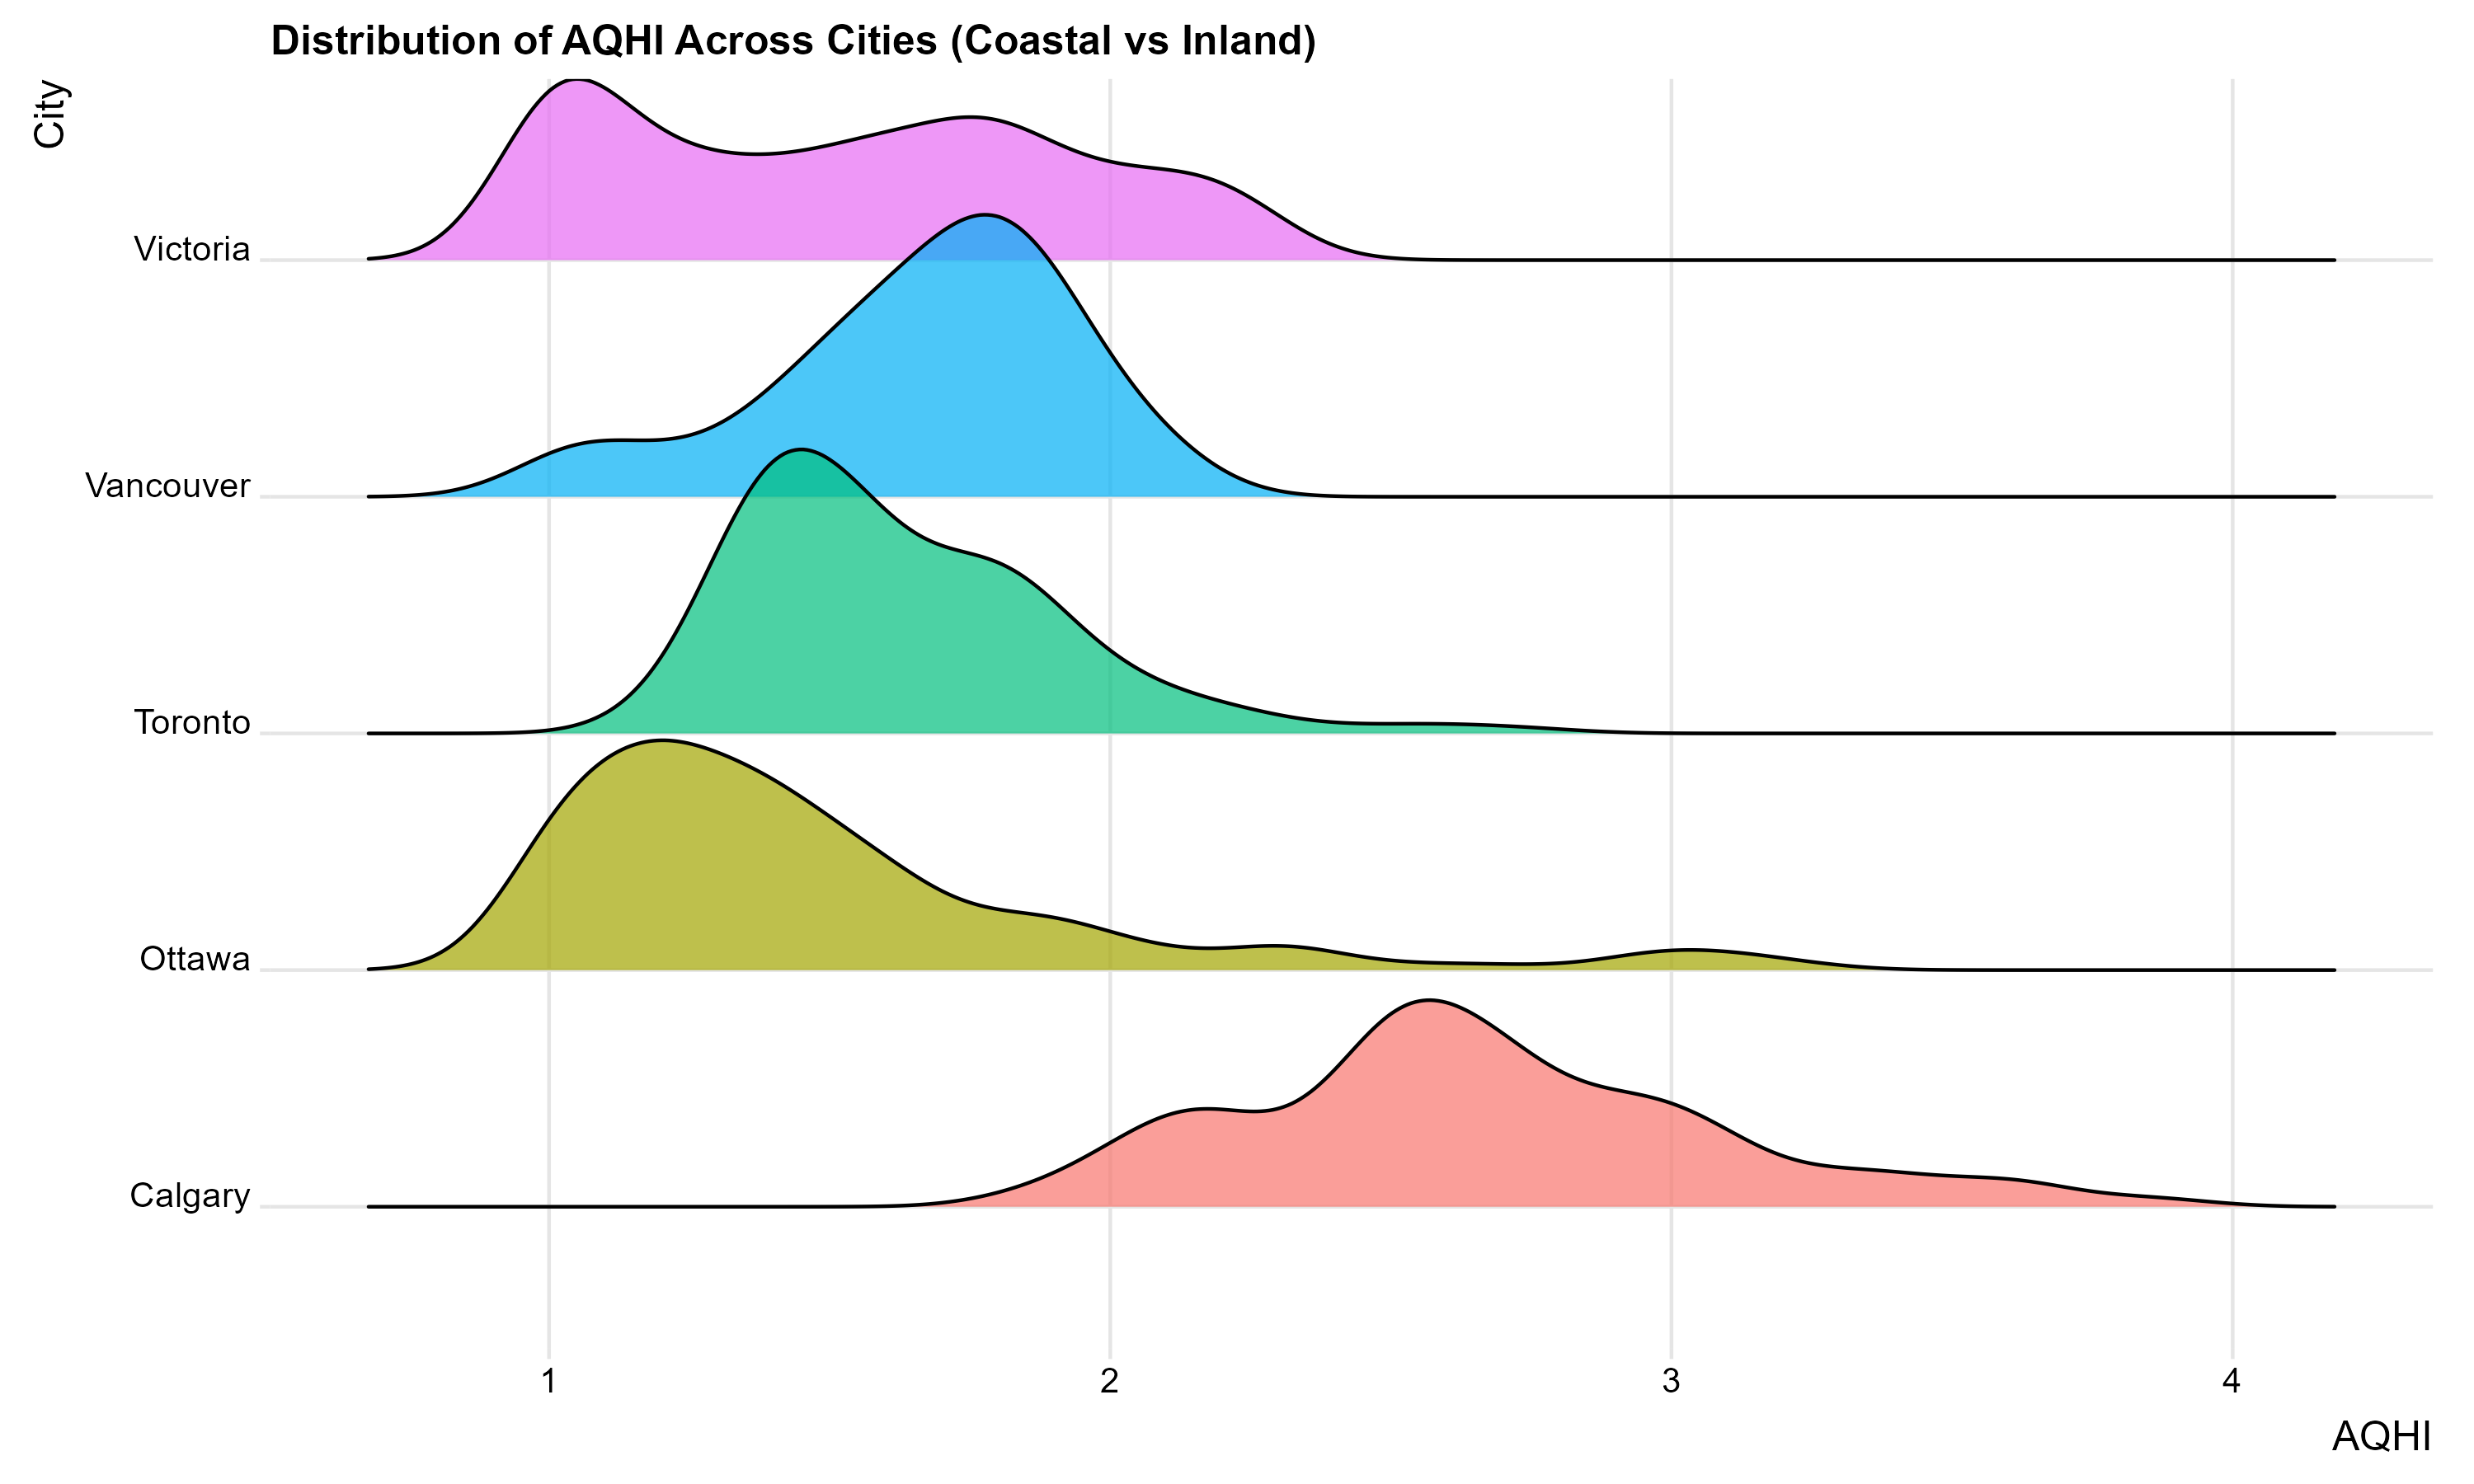 Distribution of AQHI Across Cities (Coastal vs Inland)
City
Victoria
Vancouver
Toronto
Ottawa
Calgary
1 2 3 4
AQHI